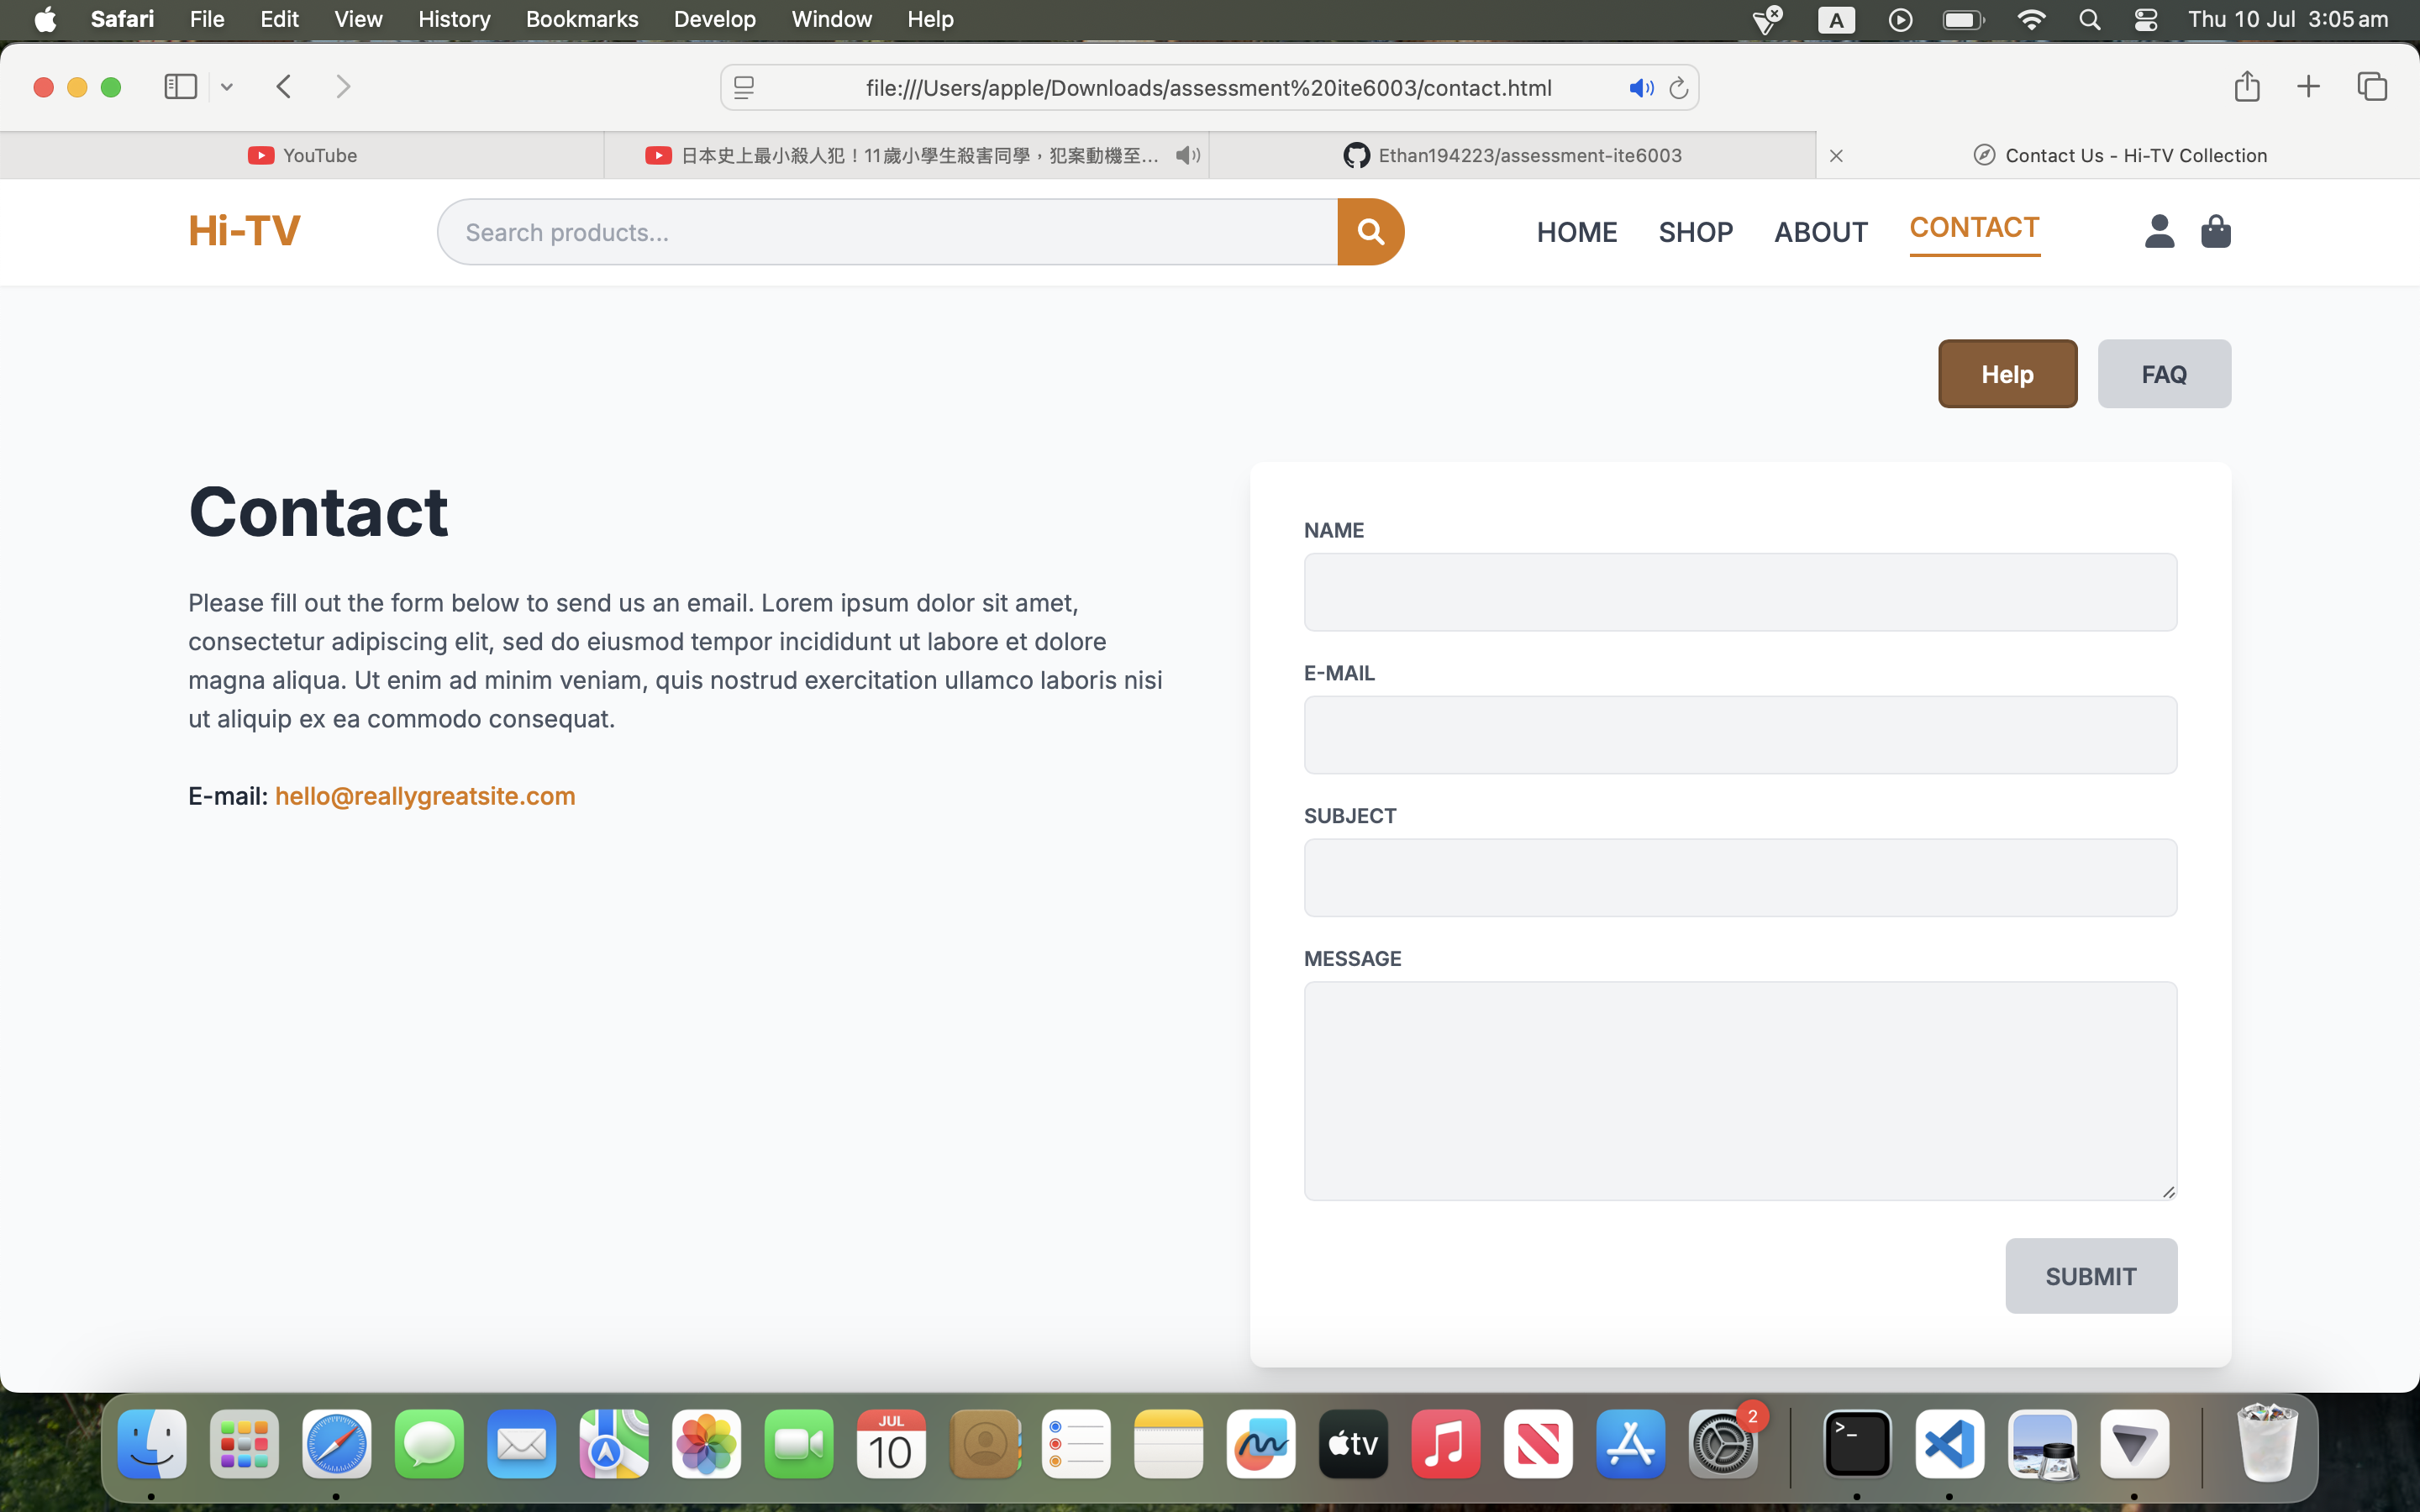 Safari File Edit View History Bookmarks Develop Window Help A Thu 10 Jul 3:05 am
file:///Users/apple/Downloads/assessment%20ite6003/contact.html
YouTube
日本史上最小殺人犯！11歲小學生殺害同學，犯案動機至...
Ethan194223/assessment-ite6003
Contact Us - Hi-TV Collection
Hi-TV
Search products...
HOME SHOP ABOUT CONTACT
Help
FAQ
Contact
Please fill out the form below to send us an email. Lorem ipsum dolor sit amet,
consectetur adipiscing elit, sed do eiusmod tempor incididunt ut labore et dolore
magna aliqua. Ut enim ad minim veniam, quis nostrud exercitation ullamco laboris nisi
ut aliquip ex ea commodo consequat.
E-mail: hello@reallygreatsite.com
NAME
E-MAIL
SUBJECT
MESSAGE
SUBMIT
JUL
10
tv
2
>_